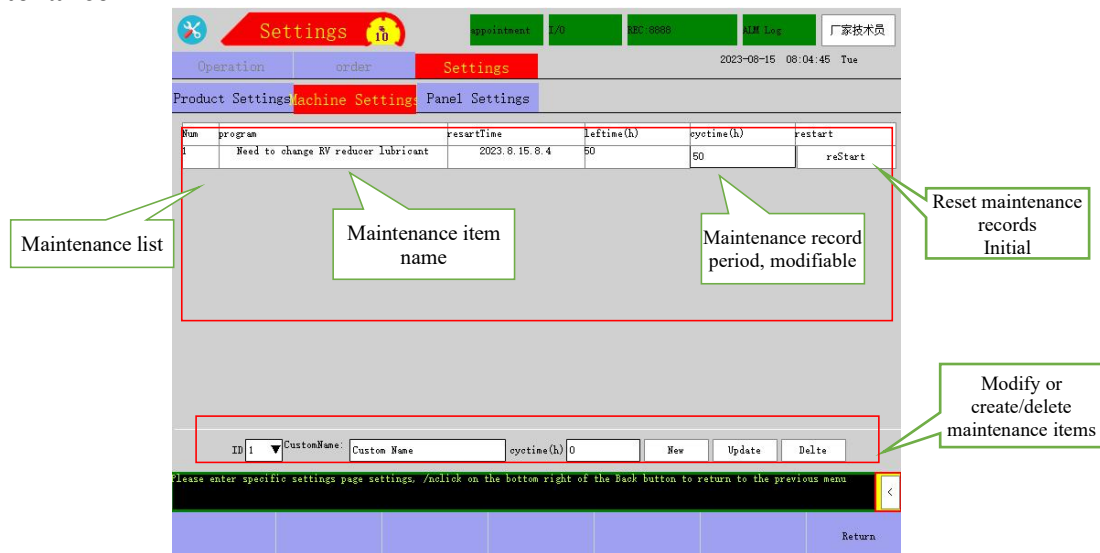 Settings 10 appointment I/O REC 8888 ALM Log 厂家技术员
Operation order Settings 2023-08-15 08:04:45 Tue
Product Settings Machine Settings Panel Settings
Num program resartTime leftime(h) cyctime(h) restart
1 Need to change RV reducer lubricant 2023.8.15.8.4 50 50 reStart
Maintenance list
Maintenance item
name
Maintenance record
period, modifiable
Reset maintenance
records
Initial
Modify or
create/delete
maintenance items
ID 1 CustomName: Custom Name cyctime(h) 0 New Update Delte
Please enter specific settings page settings, /nclick on the bottom right of the Back button to return to the previous menu
<
Return